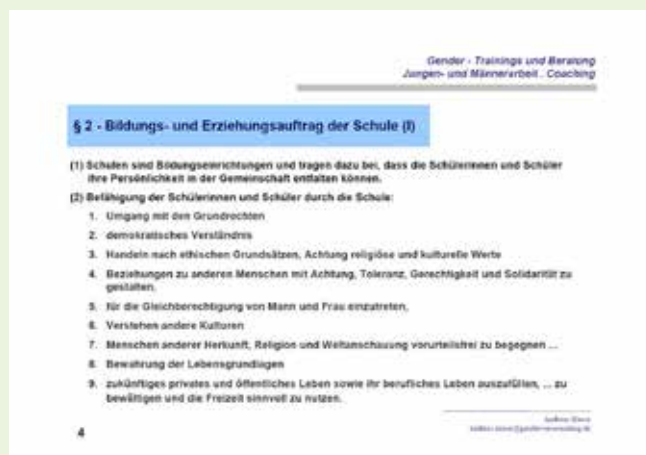 Gender - Trainings und Beratung
Jungen- und Männerarbeit . Coaching
§ 2 - Bildungs- und Erziehungsauftrag der Schule (I)
(1) Schulen sind Bildungseinrichtungen und tragen dazu bei, dass die Schülerinnen und Schüler
ihre Persönlichkeit in der Gemeinschaft entfalten können.
(2) Befähigung der Schülerinnen und Schüler durch die Schule:
1. Umgang mit den Grundrechten
2. demokratisches Verständnis
3. Handeln nach ethischen Grundsätzen, Achtung religiöse und kulturelle Werte
4. Beziehungen zu anderen Menschen mit Achtung, Toleranz, Gerechtigkeit und Solidarität zu
gestalten,
5. für die Gleichberechtigung von Mann und Frau einzutreten,
6. Verstehen andere Kulturen
7. Menschen anderer Herkunft, Religion und Weltanschauung vorurteilsfrei zu begegnen ...
8. Bewahrung der Lebensgrundlagen
9. zukünftiges privates und öffentliches Leben sowie ihr berufliches Leben auszufüllen, ... zu
bewältigen und die Freizeit sinnvoll zu nutzen.
4